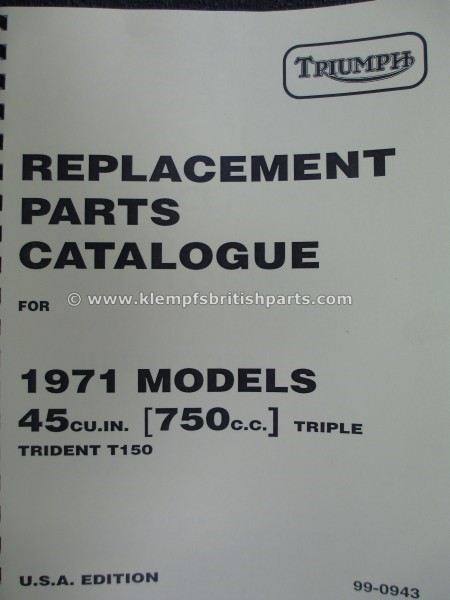 TRIUMPH
REPLACEMENT
PARTS
CATALOGUE
© www.klempfsbritishparts.com
FOR
1971 MODELS
45CU.IN. [750C.C.] TRIPLE
TRIDENT T150
U.S.A. EDITION
99-0943